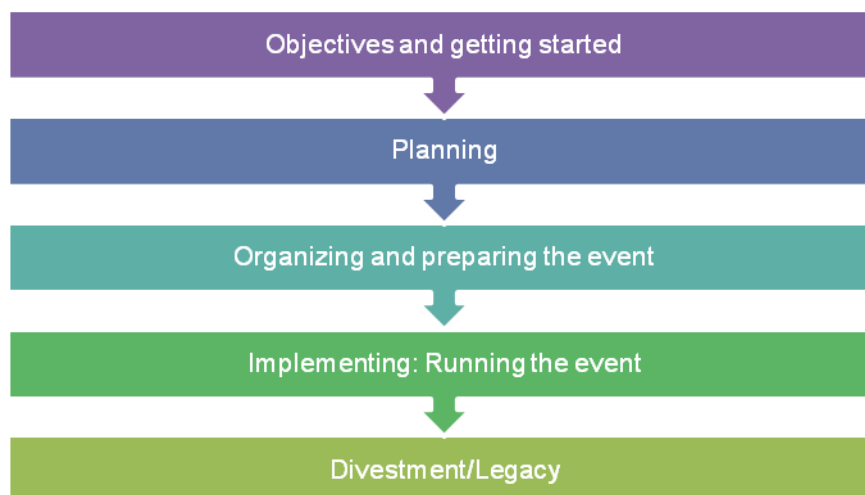 Objectives and getting started
Planning
Organizing and preparing the event
Implementing: Running the event
Divestment/Legacy